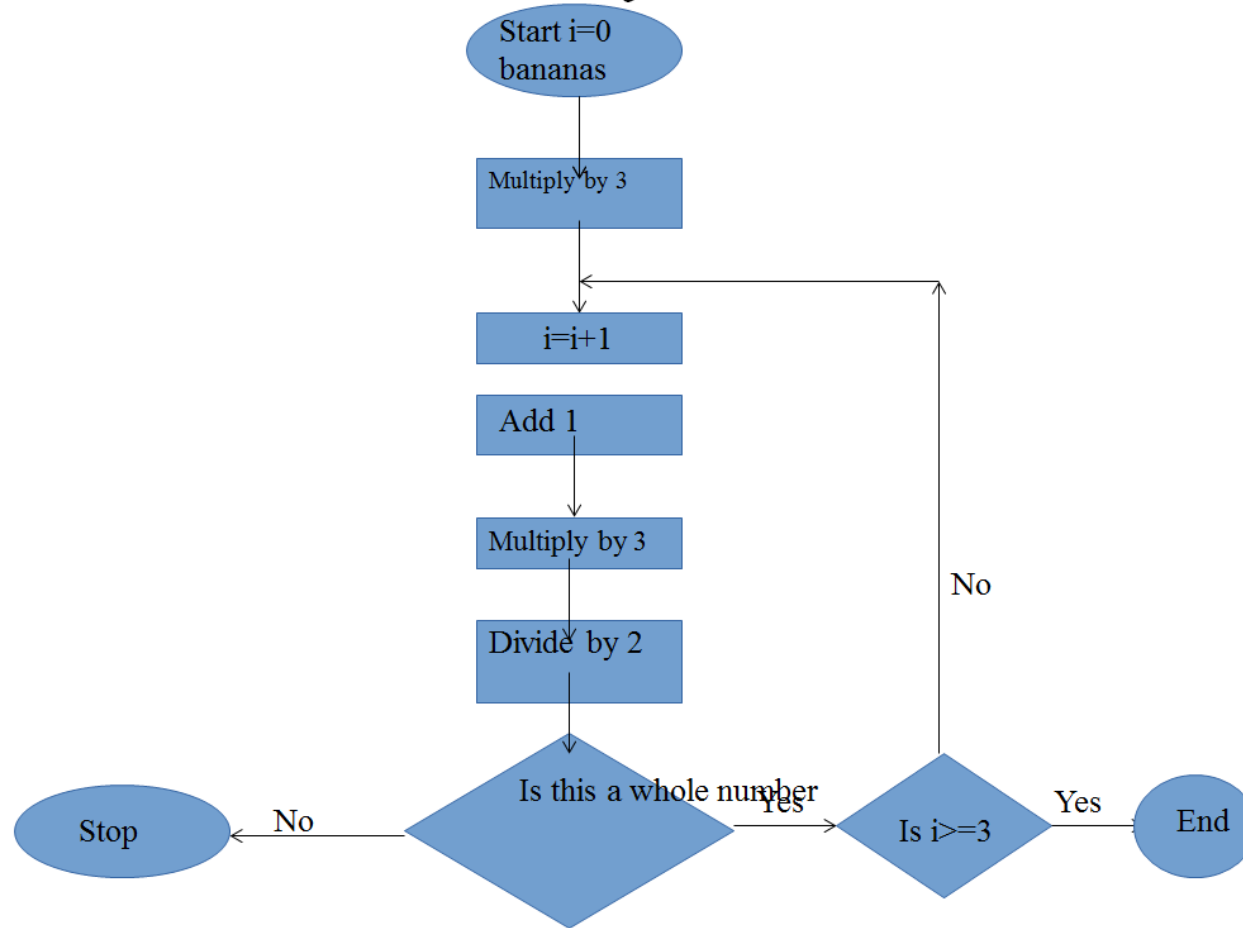 Start i=0
bananas
Multiply by 3
i=i+1
Add 1
Multiply by 3
Divide by 2
Is this a whole number
No
Stop
Yes
Is i>=3
No
Yes
End